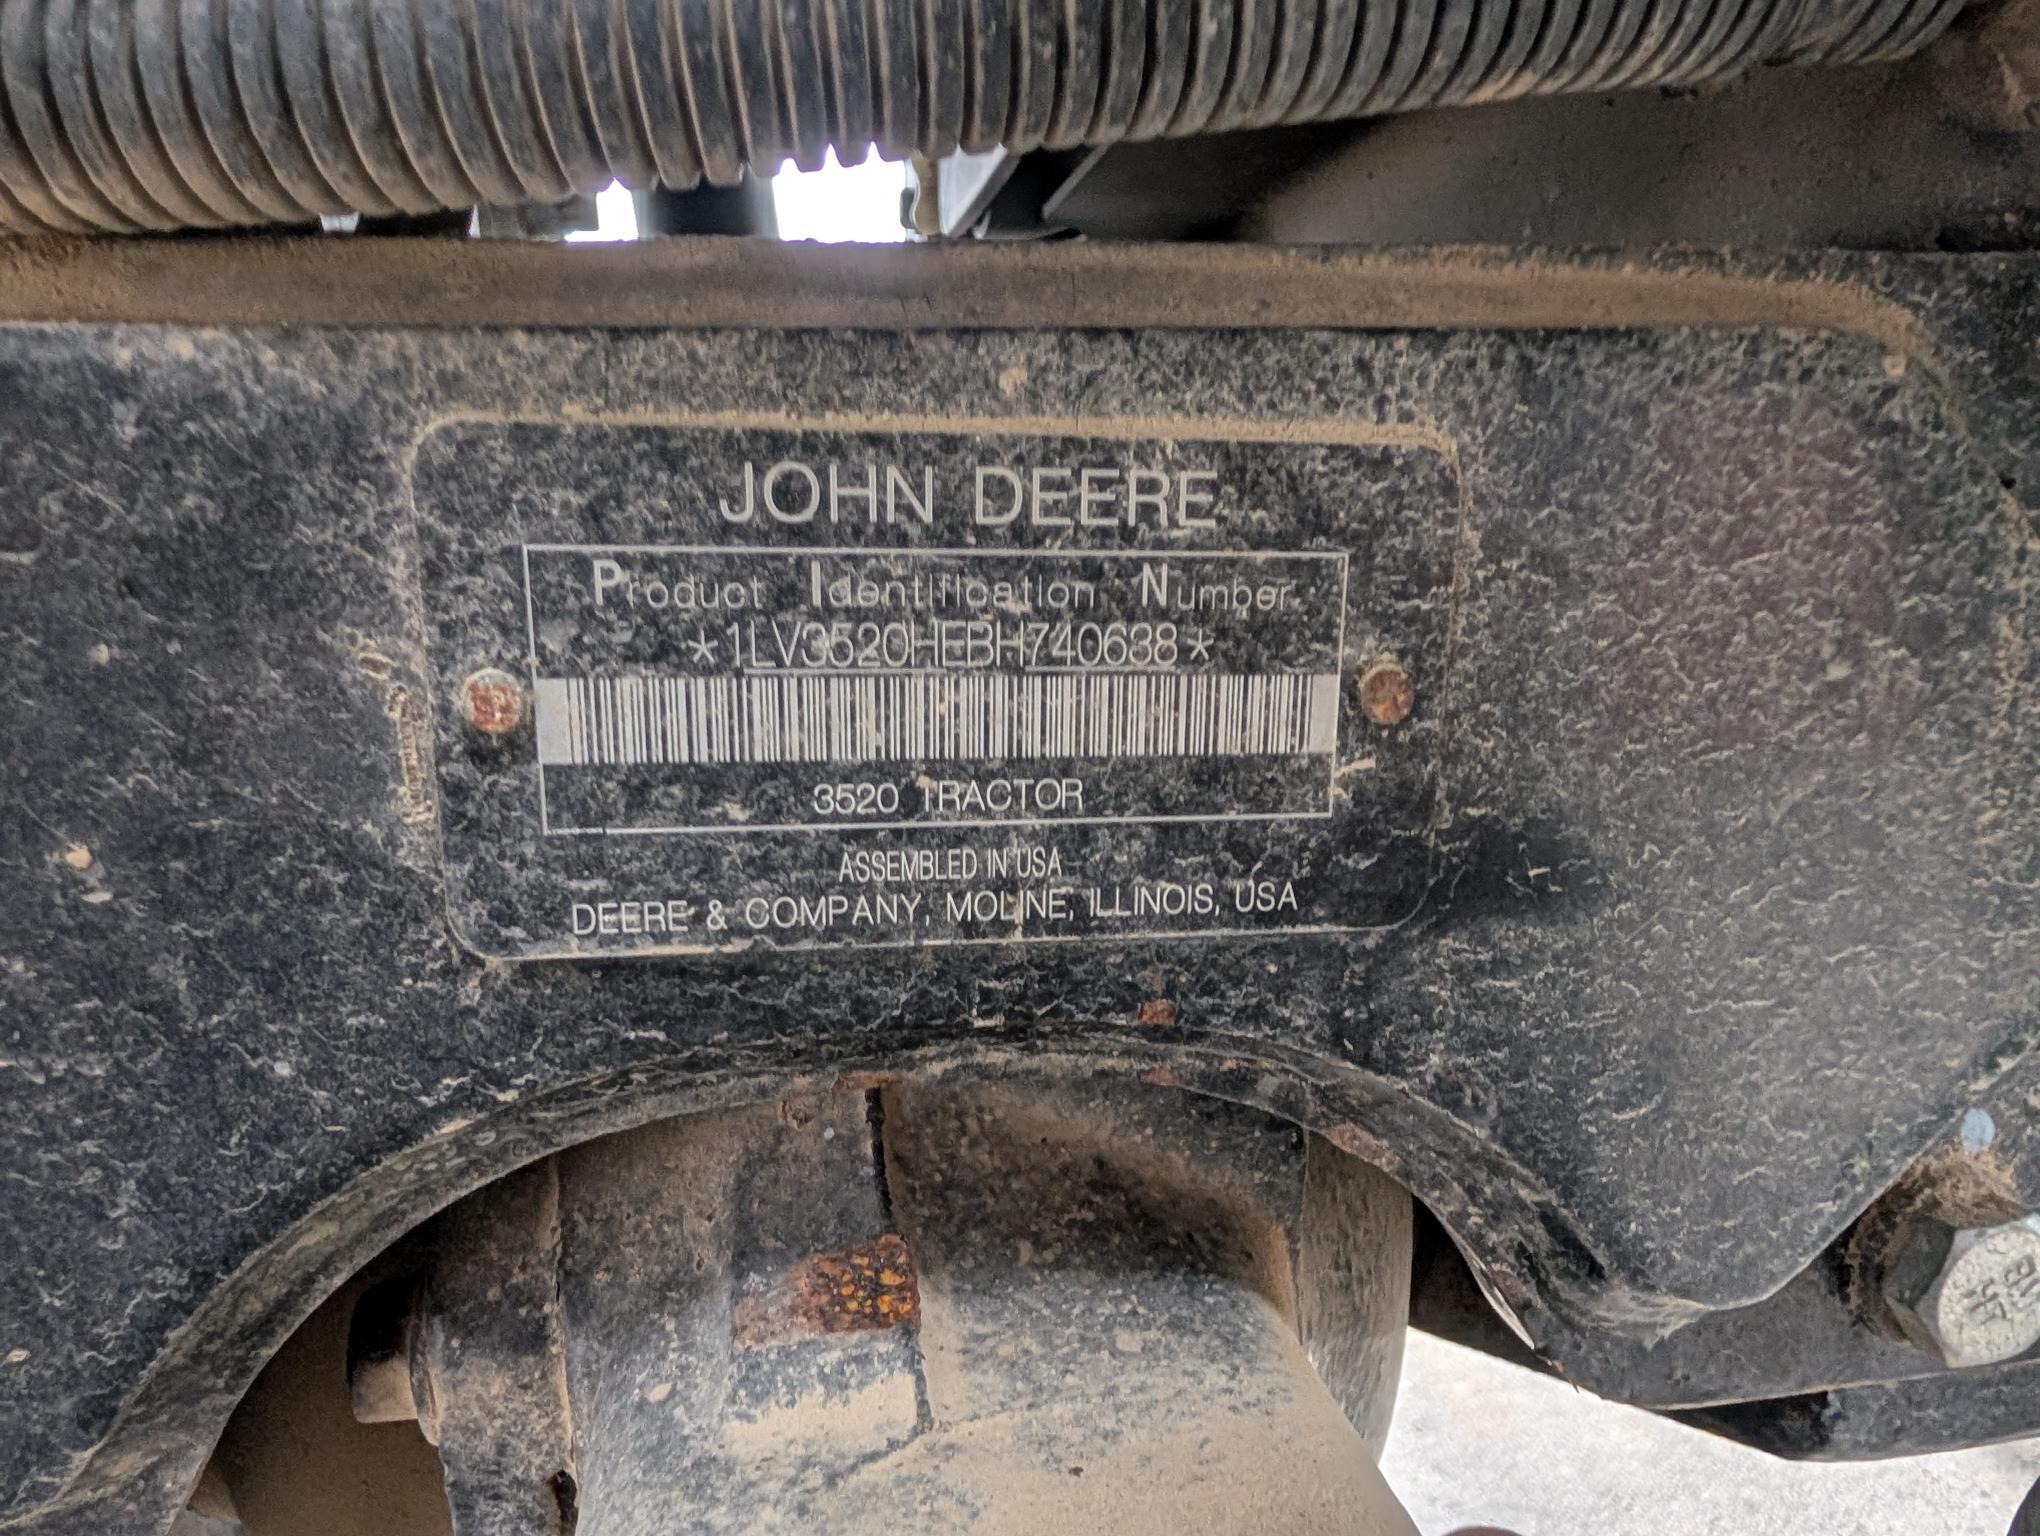 JOHN DEERE
Product Identification Number
*1LV3520HEBH740638*
3520 TRACTOR
ASSEMBLED IN USA
DEERE & COMPANY, MOLINE, ILLINOIS, USA